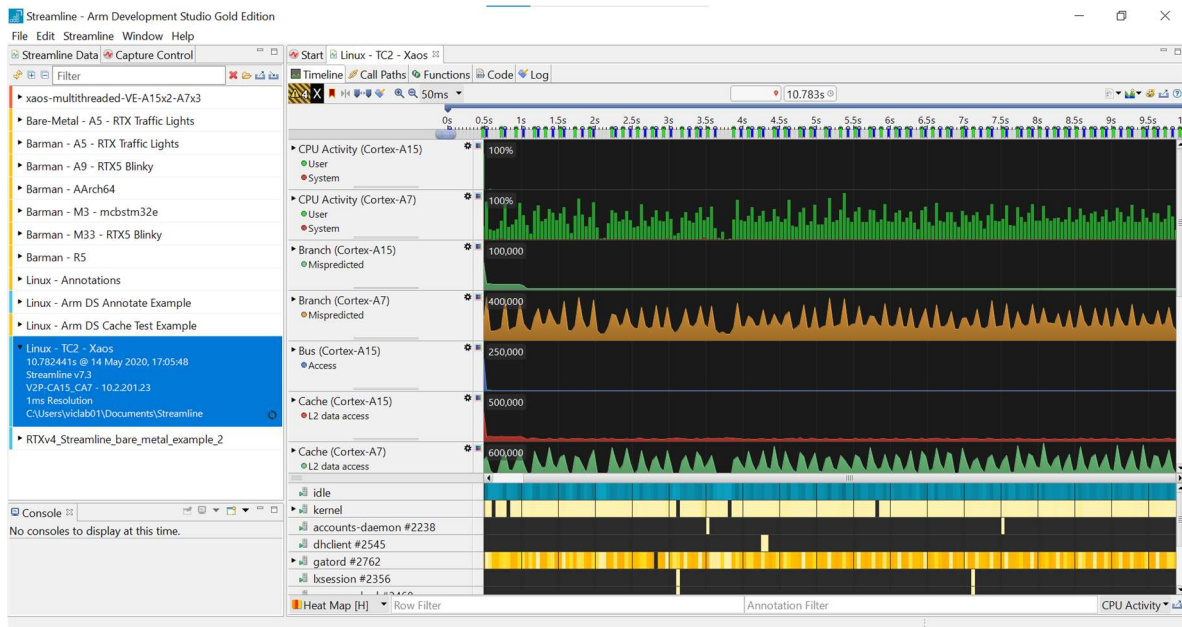 Streamline - Arm Development Studio Gold Edition
File Edit Streamline Window Help
Streamline Data Capture Control
Filter
xaos-multithreaded-VE-A15x2-A7x3
Bare-Metal - A5 - RTX Traffic Lights
Barman - A5 - RTX Traffic Lights
Barman - A9 - RTX5 Blinky
Barman - AArch64
Barman - M3 - mcbstm32e
Barman - M33 - RTX5 Blinky
Barman - R5
Linux - Annotations
Linux - Arm DS Annotate Example
Linux - Arm DS Cache Test Example
Linux - TC2 - Xaos
10.782441s @ 14 May 2020, 17:05:48
Streamline v7.3
V2P-CA15_CA7 - 10.2.201.23
1ms Resolution
C:\Users\viclab01\Documents\Streamline
RTXv4_Streamline_bare_metal_example_2
Console
No consoles to display at this time.
Start Linux - TC2 - Xaos
Timeline Call Paths Functions Code Log
4 X 50ms 10.783s
0s 0.5s 1s 1.5s 2s 2.5s 3s 3.5s 4s 4.5s 5s 5.5s 6s 6.5s 7s 7.5s 8s 8.5s 9s 9.5s 1
CPU Activity (Cortex-A15) 100%
User
System
CPU Activity (Cortex-A7) 100%
User
System
Branch (Cortex-A15) 100,000
Mispredicted
Branch (Cortex-A7) 400,000
Mispredicted
Bus (Cortex-A15) 250,000
Access
Cache (Cortex-A15) 500,000
L2 data access
Cache (Cortex-A7) 600,000
L2 data access
idle
kernel
accounts-daemon #2238
dhclient #2545
gatord #2762
lxsession #2356
Heat Map [H] Row Filter Annotation Filter CPU Activity